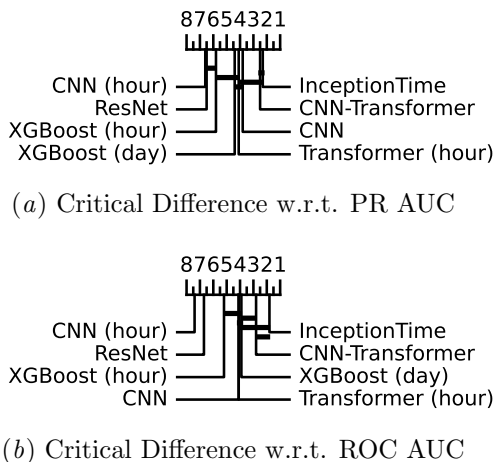 87654321
CNN (hour) InceptionTime
ResNet CNN-Transformer
XGBoost (hour) CNN
XGBoost (day) Transformer (hour)
(a) Critical Difference w.r.t. PR AUC
87654321
CNN (hour) InceptionTime
ResNet CNN-Transformer
XGBoost (hour) XGBoost (day)
CNN Transformer (hour)
(b) Critical Difference w.r.t. ROC AUC